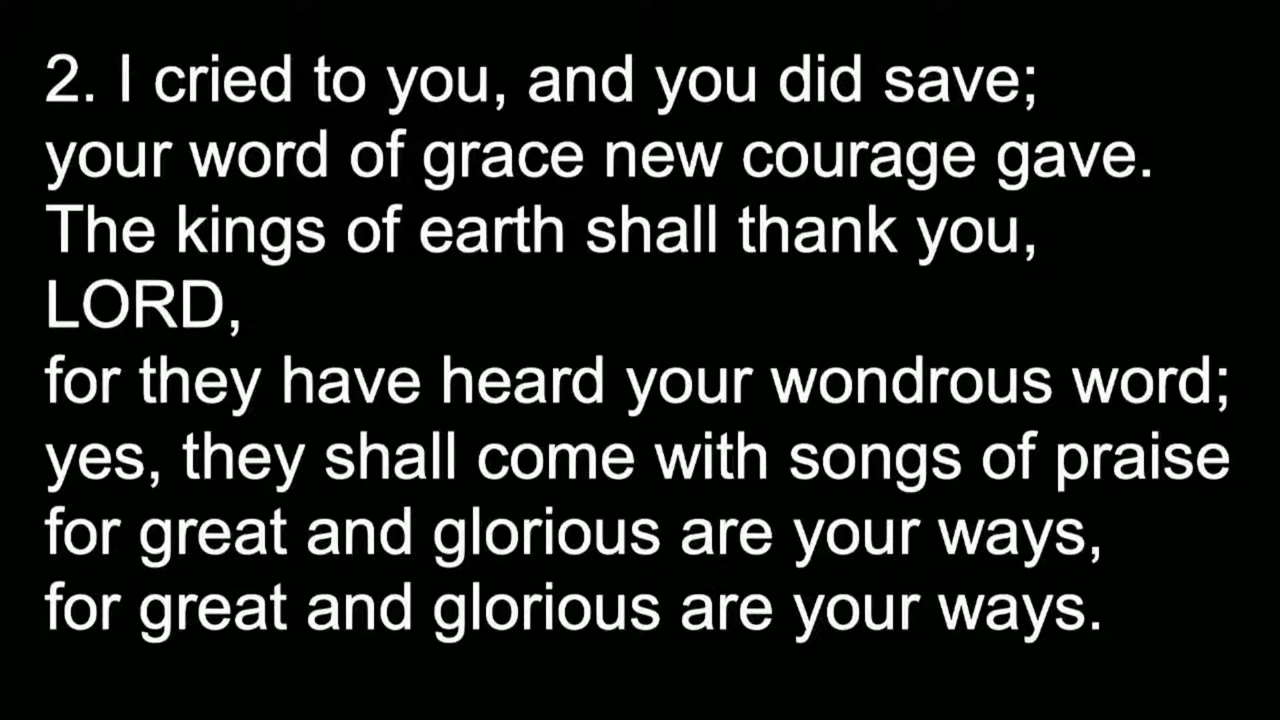 2. I cried to you, and you did save;
your word of grace new courage gave.
The kings of earth shall thank you,
LORD,
for they have heard your wondrous word;
yes, they shall come with songs of praise
for great and glorious are your ways,
for great and glorious are your ways.